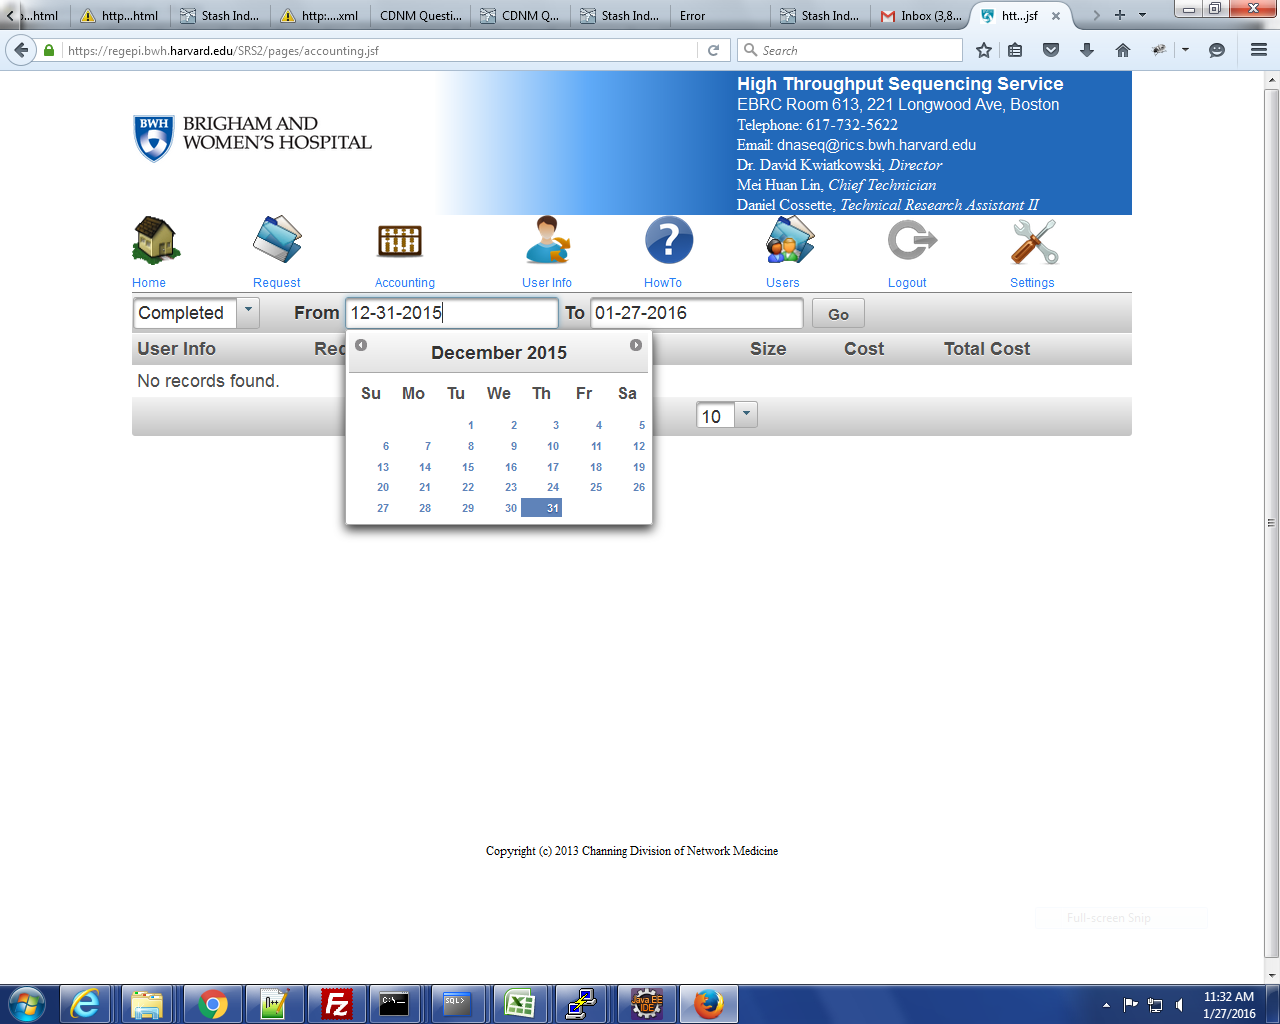 ...html
http...html
Stash Ind...
http:....xml
CDNM Questi...
CDNM Q...
Stash Ind...
Error
Stash Ind...
Inbox (3,8...
htt...jsf
https://regepi.bwh.harvard.edu/SRS2/pages/accounting.jsf
Search
BWH
BRIGHAM AND
WOMEN'S HOSPITAL
High Throughput Sequencing Service
EBRC Room 613, 221 Longwood Ave, Boston
Telephone: 617-732-5622
Email: dnaseq@rics.bwh.harvard.edu
Dr. David Kwiatkowski, Director
Mei Huan Lin, Chief Technician
Daniel Cossette, Technical Research Assistant II
Home
Request
Accounting
User Info
HowTo
Users
Logout
Settings
Completed
From 12-31-2015
To 01-27-2016
Go
User Info
Size
Cost
Total Cost
No records found.
10
December 2015
Su Mo Tu We Th Fr Sa
1 2 3 4 5
6 7 8 9 10 11 12
13 14 15 16 17 18 19
20 21 22 23 24 25 26
27 28 29 30 31
Copyright (c) 2013 Channing Division of Network Medicine
Full-screen Snip
C:\_
SQL>
Java EE
IDE
11:32 AM
1/27/2016